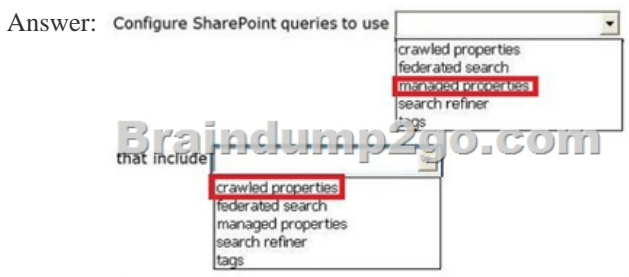 Answer: Configure SharePoint queries to use
crawled properties
federated search
managed properties
search refiner
tags
Braindump2go.com
that include
crawled properties
federated search
managed properties
search refiner
tags